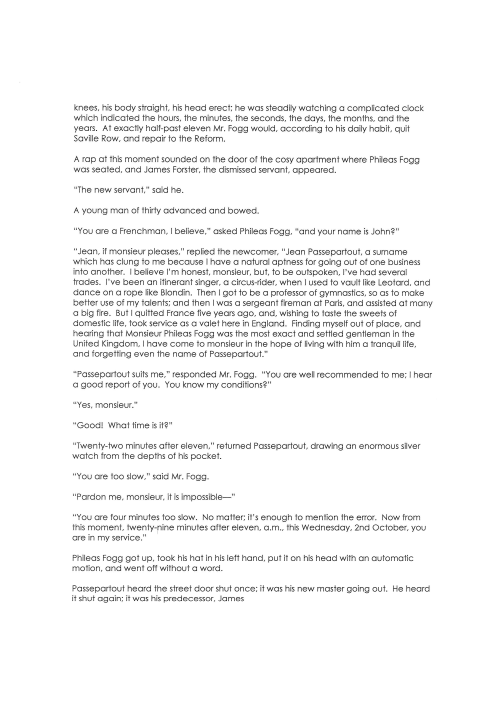 knees, his body straight, his head erect; he was steadily watching a complicated clock
which indicated the hours, the minutes, the seconds, the days, the months, and the
years.  At exactly half-past eleven Mr. Fogg would, according to his daily habit, quit
Saville Row, and repair to the Reform.
A rap at this moment sounded on the door of the cosy apartment where Phileas Fogg
was seated, and James Forster, the dismissed servant, appeared.
“The new servant,” said he.
A young man of thirty advanced and bowed.
“You are a Frenchman, I believe,” asked Phileas Fogg, “and your name is John?”
“Jean, if monsieur pleases,” replied the newcomer, “Jean Passepartout, a surname
which has clung to me because I have a natural aptness for going out of one business
into another.  I believe I’m honest, monsieur, but, to be outspoken, I’ve had several
trades.  I’ve been an itinerant singer, a circus-rider, when I used to vault like Leotard, and
dance on a rope like Blondin.  Then I got to be a professor of gymnastics, so as to make
better use of my talents; and then I was a sergeant fireman at Paris, and assisted at many
a big fire.  But I quitted France five years ago, and, wishing to taste the sweets of
domestic life, took service as a valet here in England.  Finding myself out of place, and
hearing that Monsieur Phileas Fogg was the most exact and settled gentleman in the
United Kingdom, I have come to monsieur in the hope of living with him a tranquil life,
and forgetting even the name of Passepartout.”
“Passepartout suits me,” responded Mr. Fogg.  “You are well recommended to me; I hear
a good report of you.  You know my conditions?”
“Yes, monsieur.”
“Good!  What time is it?”
“Twenty-two minutes after eleven,” returned Passepartout, drawing an enormous silver
watch from the depths of his pocket.
“You are too slow,” said Mr. Fogg.
“Pardon me, monsieur, it is impossible—”
“You are four minutes too slow.  No matter; it’s enough to mention the error.  Now from
this moment, twenty-nine minutes after eleven, a.m., this Wednesday, 2nd October, you
are in my service.”
Phileas Fogg got up, took his hat in his left hand, put it on his head with an automatic
motion, and went off without a word.
Passepartout heard the street door shut once; it was his new master going out.  He heard
it shut again; it was his predecessor, James